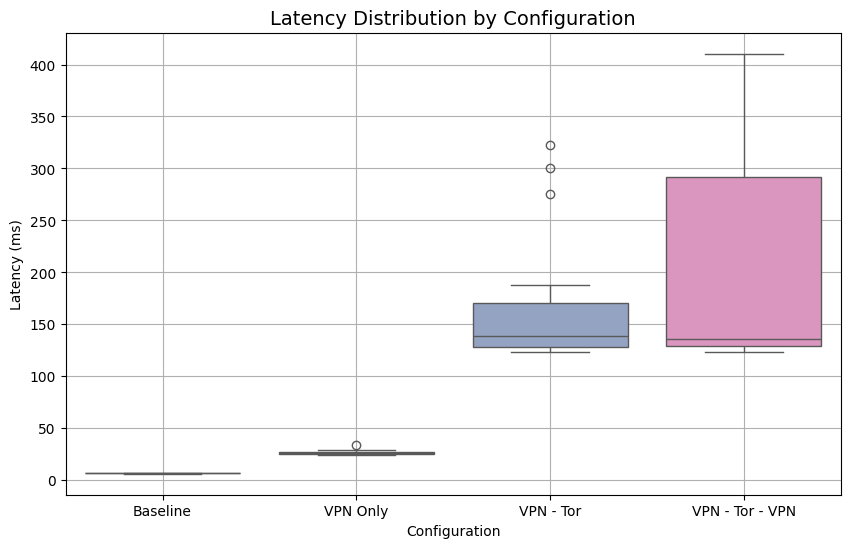 Latency Distribution by Configuration
Latency (ms)
400
350
300
250
200
150
100
50
0
Baseline
VPN Only
VPN - Tor
VPN - Tor - VPN
Configuration